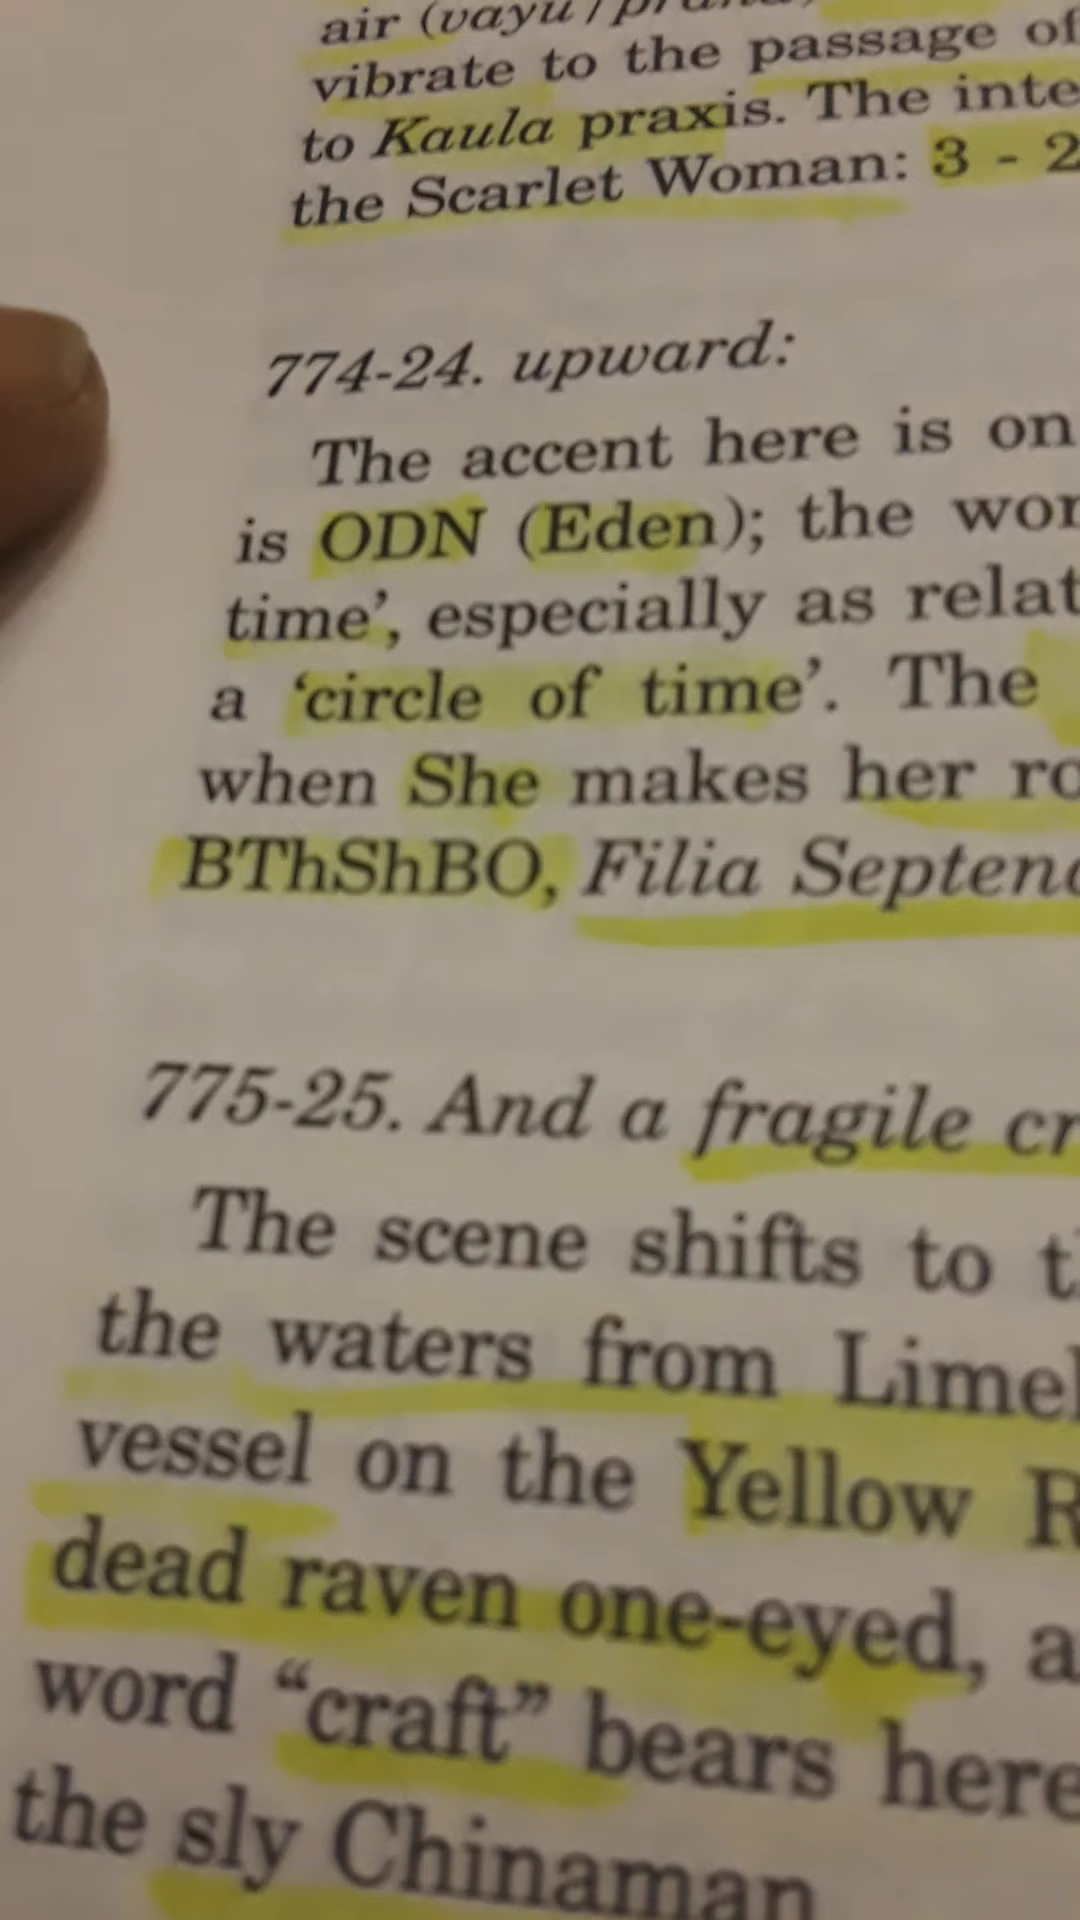 air (vayu /
vibrate to the passage of
to Kaula praxis. The inte
the Scarlet Woman: 3 - 2
774-24. upward:
The accent here is on
is ODN (Eden); the wor
time’, especially as relat
a ‘circle of time’. The
when She makes her ro
BThShBO, Filia Septen
775-25. And a fragile cr
The scene shifts to t
the waters from Lime
vessel on the Yellow R
dead raven one-eyed, a
word “craft” bears here
the sly Chinaman